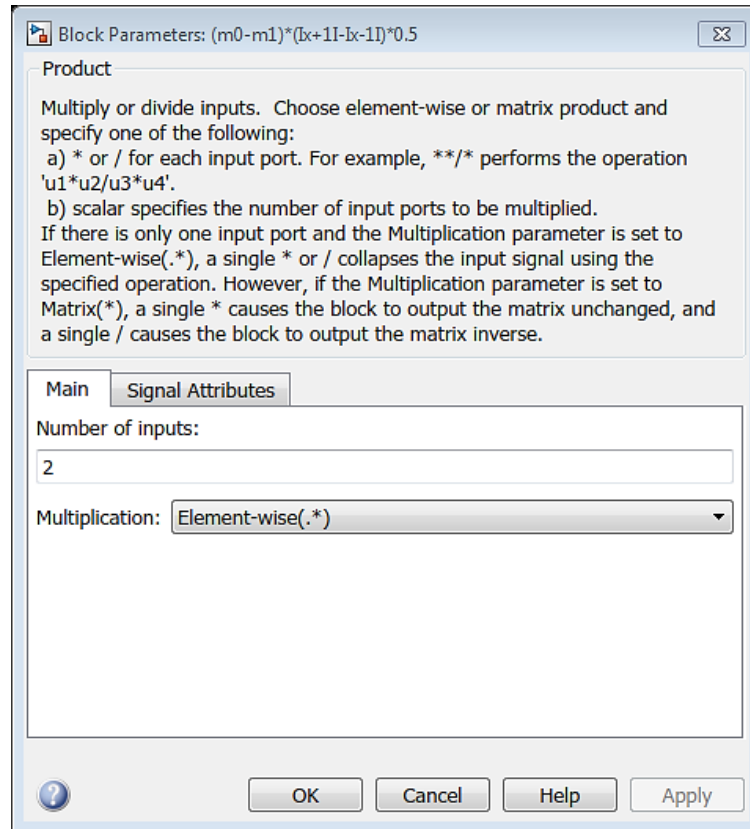 Block Parameters: (m0-m1)*(Ix+1I-Ix-1I)*0.5
Product
Multiply or divide inputs.  Choose element-wise or matrix product and
specify one of the following:
a) * or / for each input port. For example, **/* performs the operation
'u1*u2/u3*u4'.
b) scalar specifies the number of input ports to be multiplied.
If there is only one input port and the Multiplication parameter is set to
Element-wise(.*), a single * or / collapses the input signal using the
specified operation. However, if the Multiplication parameter is set to
Matrix(*), a single * causes the block to output the matrix unchanged, and
a single / causes the block to output the matrix inverse.
Main Signal Attributes
Number of inputs:
2
Multiplication: Element-wise(.*)
? OK Cancel Help Apply